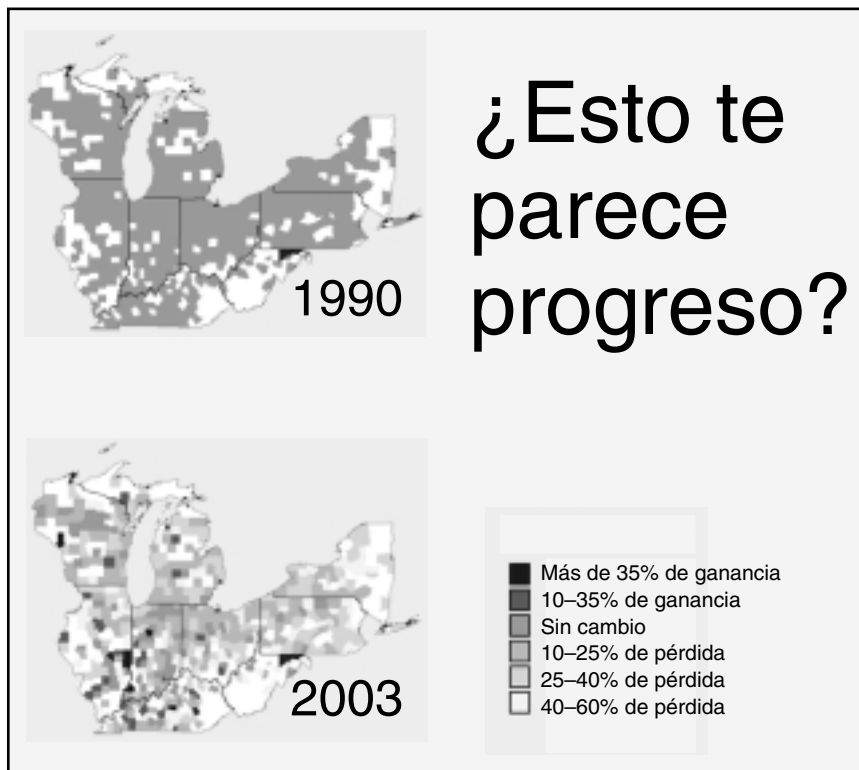 ¿Esto te
parece
progreso?
1990
2003
Más de 35% de ganancia
10–35% de ganancia
Sin cambio
10–25% de pérdida
25–40% de pérdida
40–60% de pérdida